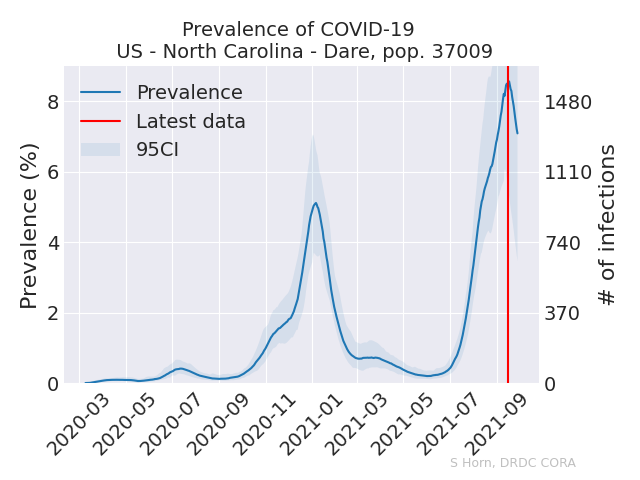 Prevalence of COVID-19
US - North Carolina - Dare, pop. 37009
Prevalence
Latest data
95CI
Prevalence (%)
8
6
4
2
0
1480
1110
740
370
0
# of infections
2020-03
2020-05
2020-07
2020-09
2020-11
2021-01
2021-03
2021-05
2021-07
2021-09
S Horn, DRDC CORA